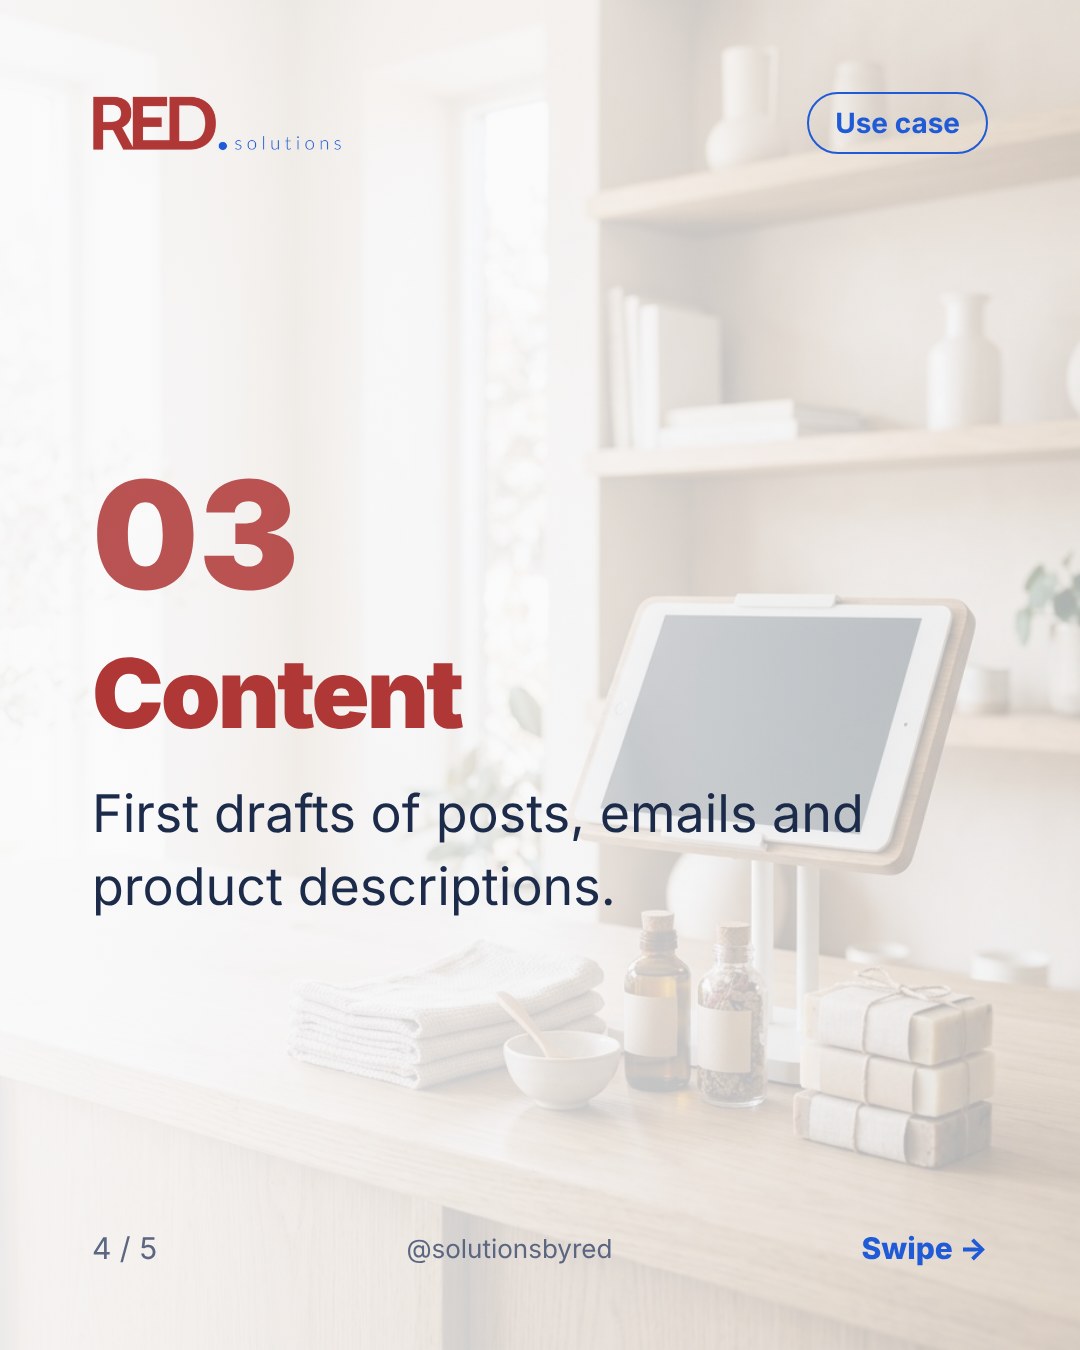 RED.solutions
Use case
03
Content
First drafts of posts, emails and
product descriptions.
4 / 5
@solutionsbyred
Swipe →